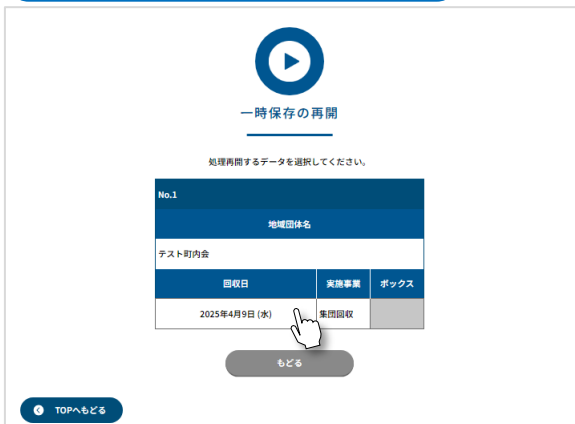 一時保存の再開
処理再開するデータを選択してください。
No.1
地域団体名
テスト町内会
回収日 実施事業 ボックス
2025年4月9日 (水) 集団回収
もどる
TOPへもどる